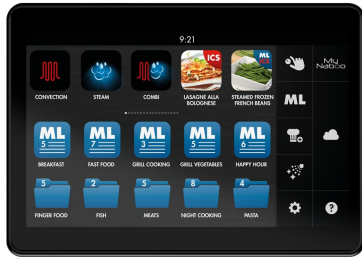 9:21
ICS
ML
CONVECTION
STEAM
COMBI
LASAGNE ALLA
BOLOGNESE
STEAMED FROZEN
FRENCH BEANS
My
Naboo
ML
ML
5
ML
7
ML
3
ML
5
ML
6
BREAKFAST
FAST FOOD
GRILL COOKING
GRILL VEGETABLES
HAPPY HOUR
5
2
5
8
4
FINGER FOOD
FISH
MEATS
NIGHT COOKING
PASTA
?